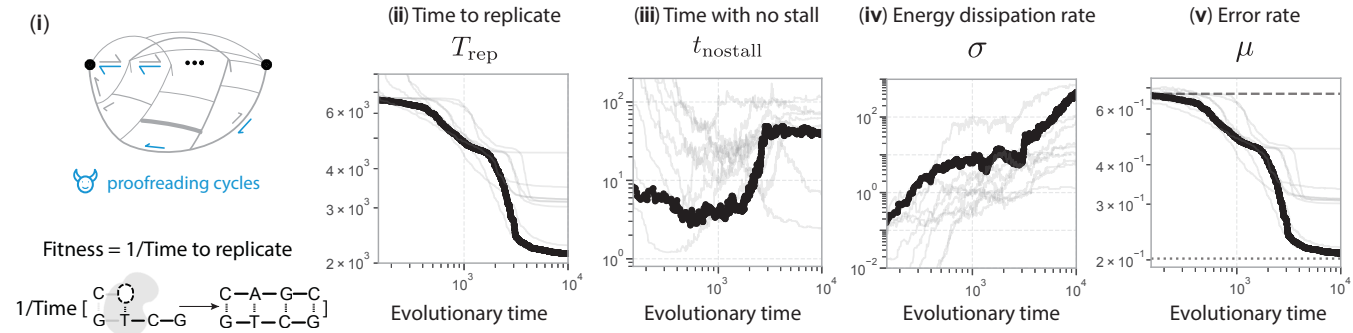 (i)
proofreading cycles
Fitness = 1/Time to replicate
1/Time [
C
G T C G
C A G C
G T C G
]
(ii) Time to replicate
T_rep
6 × 10³
4 × 10³
3 × 10³
2 × 10³
10³
10⁴
Evolutionary time
(iii) Time with no stall
t_nostall
10²
10¹
10⁰
10³
10⁴
Evolutionary time
(iv) Energy dissipation rate
σ
10²
10⁰
10⁻²
10³
10⁴
Evolutionary time
(v) Error rate
μ
6 × 10⁻¹
4 × 10⁻¹
3 × 10⁻¹
2 × 10⁻¹
10³
10⁴
Evolutionary time